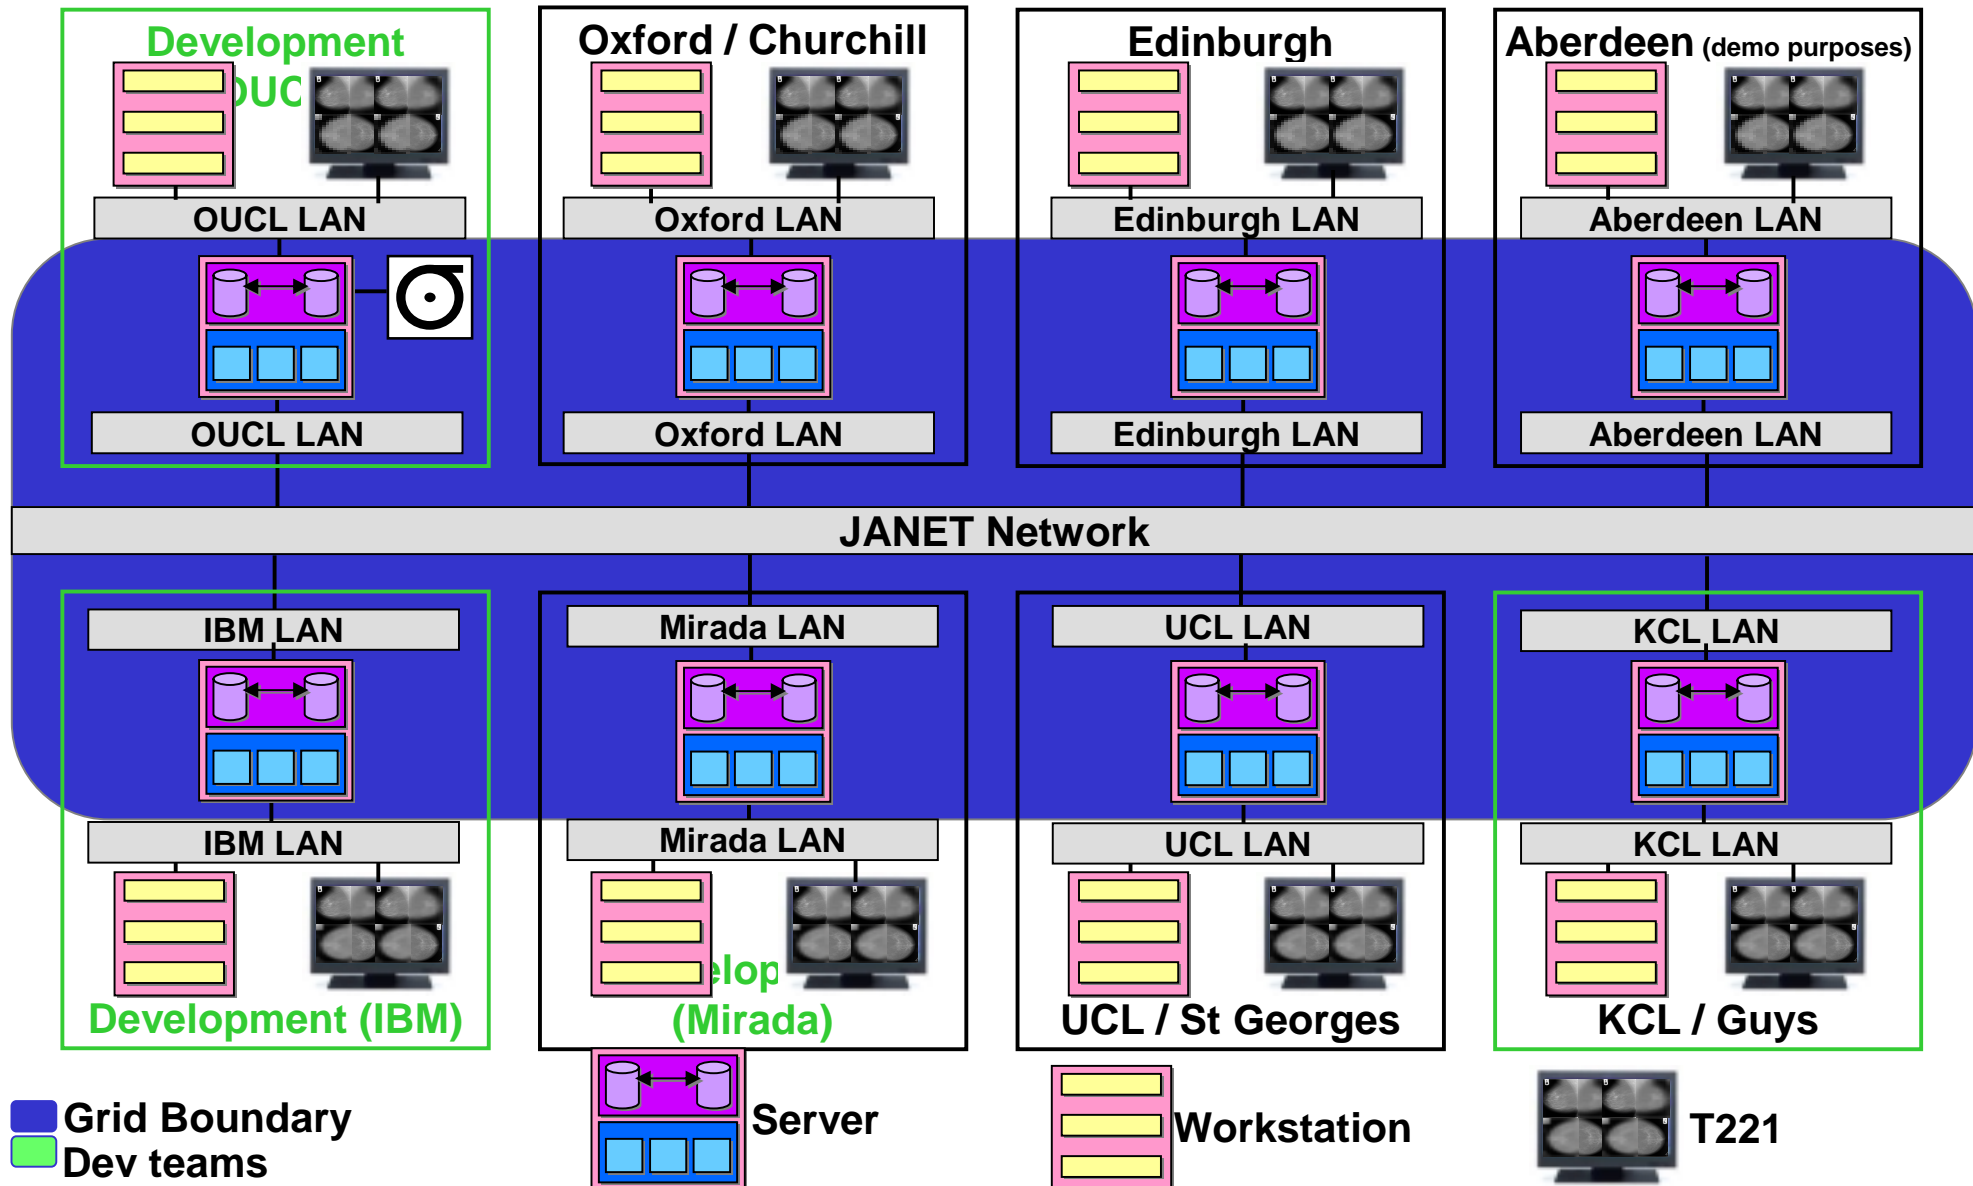 Development
Oxford / Churchill
Edinburgh
Aberdeen (demo purposes)
OUCL LAN
Oxford LAN
Edinburgh LAN
Aberdeen LAN
OUCL LAN
Oxford LAN
Edinburgh LAN
Aberdeen LAN
JANET Network
IBM LAN
Mirada LAN
UCL LAN
KCL LAN
IBM LAN
Mirada LAN
UCL LAN
KCL LAN
Development (IBM)
(Mirada)
UCL / St Georges
KCL / Guys
Grid Boundary
Dev teams
Server
Workstation
T221